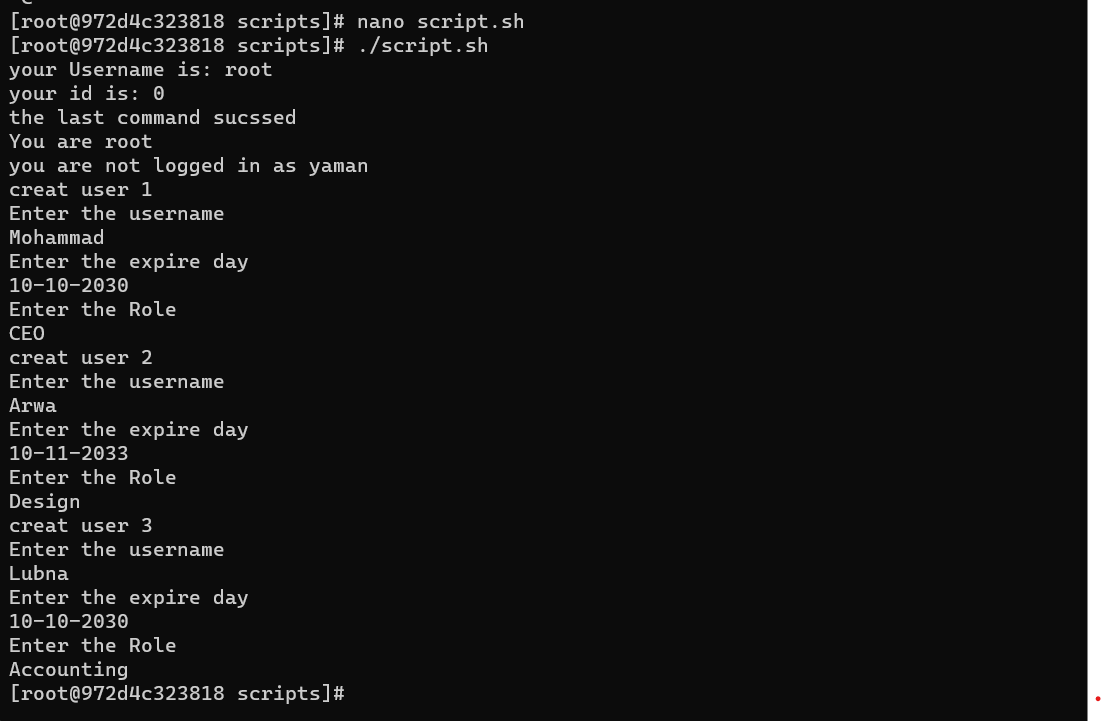 [root@972d4c323818 scripts]# nano script.sh
[root@972d4c323818 scripts]# ./script.sh
your Username is: root
your id is: 0
the last command sucssed
You are root
you are not logged in as yaman
creat user 1
Enter the username
Mohammad
Enter the expire day
10-10-2030
Enter the Role
CEO
creat user 2
Enter the username
Arwa
Enter the expire day
10-11-2033
Enter the Role
Design
creat user 3
Enter the username
Lubna
Enter the expire day
10-10-2030
Enter the Role
Accounting
[root@972d4c323818 scripts]#